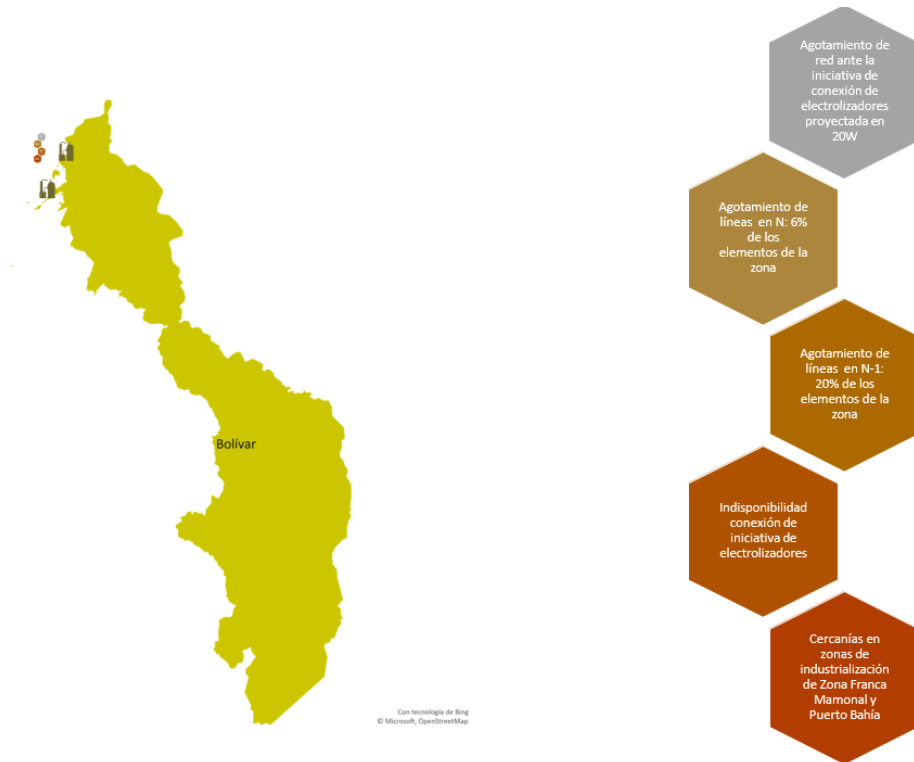 Agotamiento de
red ante la
iniciativa de
conexión de
electrolizadores
proyectada en
20W
Agotamiento de
líneas en N: 6%
de los
elementos de la
zona
Agotamiento de
líneas en N-1:
20% de los
elementos de la
zona
Bolívar
Indisponibilidad
conexión de
iniciativa de
electrolizadores
Cercanías en
zonas de
industrialización
de Zona Franca
Mamonal y
Puerto Bahía
Con tecnología de Bing
© Microsoft, OpenStreetMap